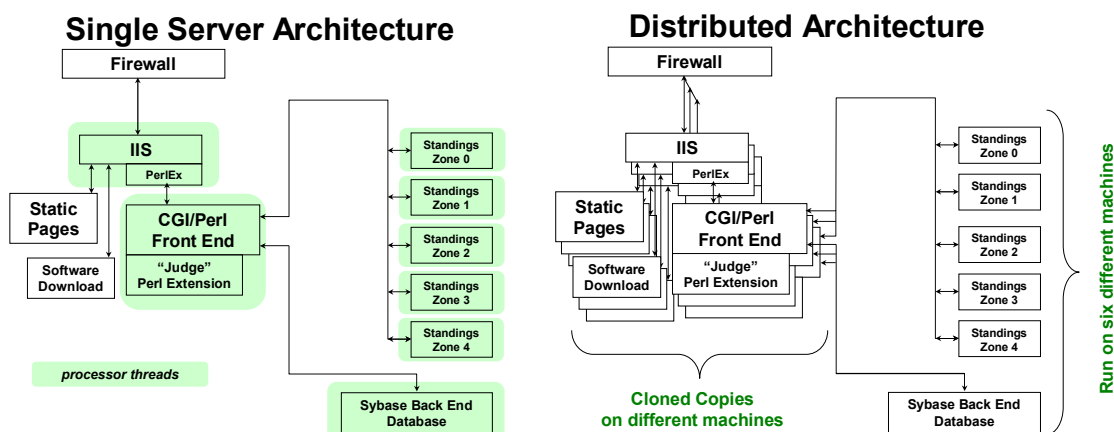 Single Server Architecture
Firewall
IIS
PerlEx
Static
Pages
CGI/Perl
Front End
“Judge”
Perl Extension
Software
Download
Standings
Zone 0
Standings
Zone 1
Standings
Zone 2
Standings
Zone 3
Standings
Zone 4
processor threads
Sybase Back End
Database
Distributed Architecture
Firewall
IIS
PerlEx
Static
Pages
CGI/Perl
Front End
“Judge”
Perl Extension
Software
Download
Standings
Zone 0
Standings
Zone 1
Standings
Zone 2
Standings
Zone 3
Standings
Zone 4
Cloned Copies
on different machines
Sybase Back End
Database
Run on six different machines